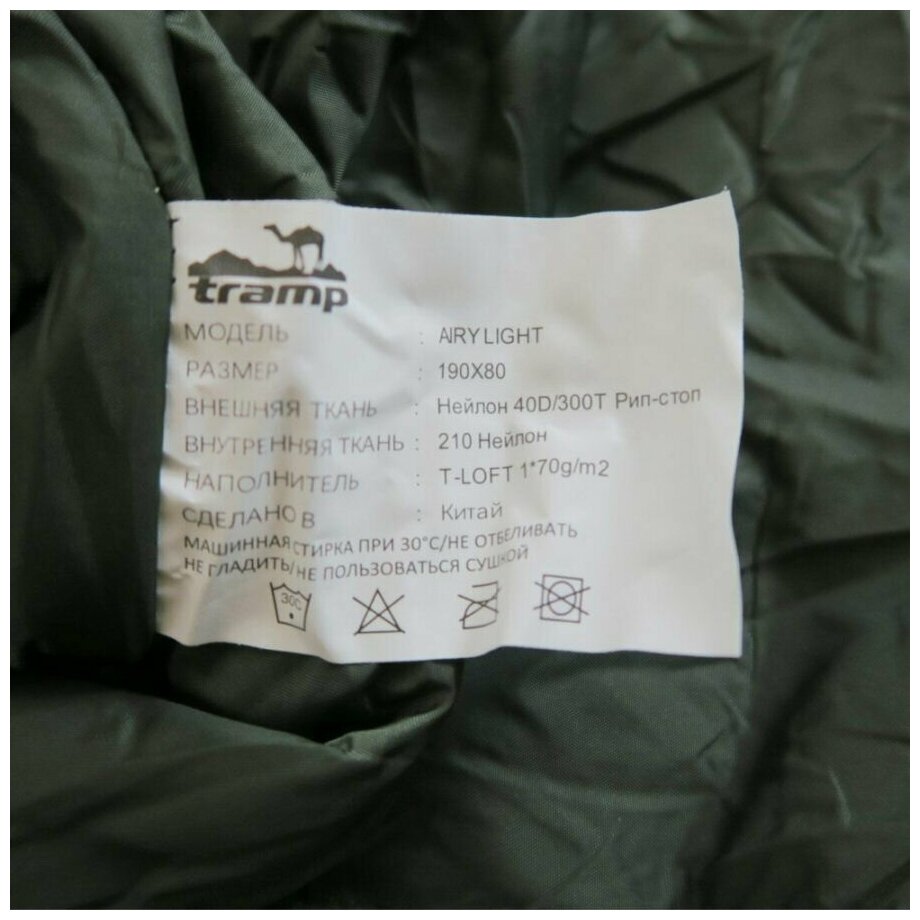 tramp
МОДЕЛЬ : AIRY LIGHT
РАЗМЕР : 190X80
ВНЕШНЯЯ ТКАНЬ : Нейлон 40D/300T Рип-стоп
ВНУТРЕННЯЯ ТКАНЬ : 210 Нейлон
НАПОЛНИТЕЛЬ : T-LOFT 1*70g/m2
СДЕЛАНО В : Китай
МАШИННАЯ СТИРКА ПРИ 30°С/НЕ ОТБЕЛИВАТЬ
НЕ ГЛАДИТЬ/НЕ ПОЛЬЗОВАТЬСЯ СУШКОЙ
30C